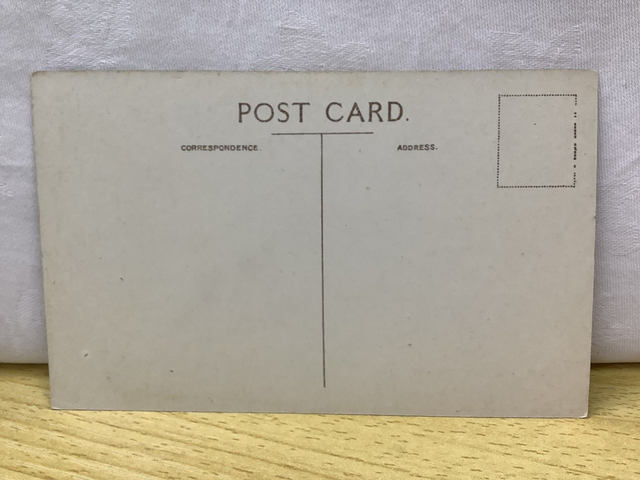 POST CARD.
CORRESPONDENCE.
ADDRESS.